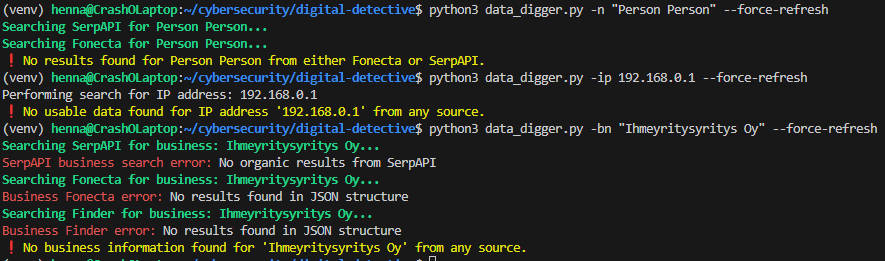 (venv) henna@CrashOLaptop:~/cybersecurity/digital-detective$ python3 data_digger.py -n "Person Person" --force-refresh
Searching SerpAPI for Person Person...
Searching Fonecta for Person Person...
❗ No results found for Person Person from either Fonecta or SerpAPI.
(venv) henna@CrashOLaptop:~/cybersecurity/digital-detective$ python3 data_digger.py -ip 192.168.0.1 --force-refresh
Performing search for IP address: 192.168.0.1
❗ No usable data found for IP address '192.168.0.1' from any source.
(venv) henna@CrashOLaptop:~/cybersecurity/digital-detective$ python3 data_digger.py -bn "Ihmeyritysyritys Oy" --force-refresh
Searching SerpAPI for business: Ihmeyritysyritys Oy...
SerpAPI business search error: No organic results from SerpAPI
Searching Fonecta for business: Ihmeyritysyritys Oy...
Business Fonecta error: No results found in JSON structure
Searching Finder for business: Ihmeyritysyritys Oy...
Business Finder error: No results found in JSON structure
❗ No business information found for 'Ihmeyritysyritys Oy' from any source.